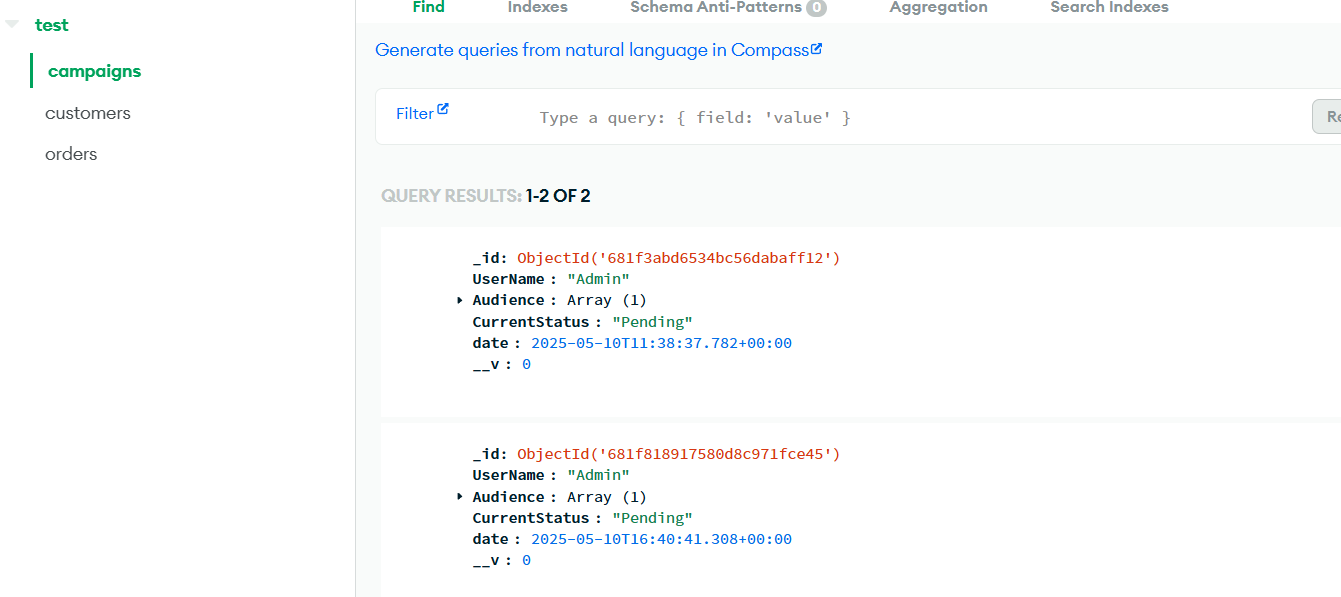 test
campaigns
customers
orders
Find Indexes Schema Anti-Patterns 0 Aggregation Search Indexes
Generate queries from natural language in Compass
Filter Type a query: { field: 'value' } Re
QUERY RESULTS: 1-2 OF 2
_id: ObjectId('681f3abd6534bc56dabaff12')
UserName : "Admin"
Audience : Array (1)
CurrentStatus : "Pending"
date : 2025-05-10T11:38:37.782+00:00
__v : 0
_id: ObjectId('681f818917580d8c971fce45')
UserName : "Admin"
Audience : Array (1)
CurrentStatus : "Pending"
date : 2025-05-10T16:40:41.308+00:00
__v : 0